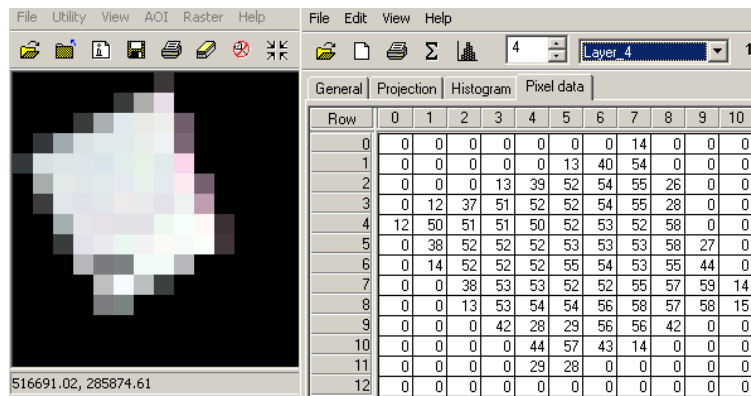 File Utility View AOI Raster Help
File Edit View Help
4 Layer_4 1
General Projection Histogram Pixel data
Row 0 1 2 3 4 5 6 7 8 9 10
0 0 0 0 0 0 0 0 14 0 0 0
1 0 0 0 0 0 13 40 54 0 0 0
2 0 0 0 13 39 52 54 55 26 0 0
3 0 12 37 51 52 52 54 55 28 0 0
4 12 50 51 51 50 52 53 52 58 0 0
5 0 38 52 52 52 53 53 53 58 27 0
6 0 14 52 52 52 55 54 53 55 44 0
7 0 0 38 53 53 52 52 55 57 59 14
8 0 0 13 53 54 54 56 58 57 58 15
9 0 0 0 42 28 29 56 56 42 0 0
10 0 0 0 0 44 57 43 14 0 0 0
11 0 0 0 0 29 28 0 0 0 0 0
12 0 0 0 0 0 0 0 0 0 0 0
516691.02, 285874.61